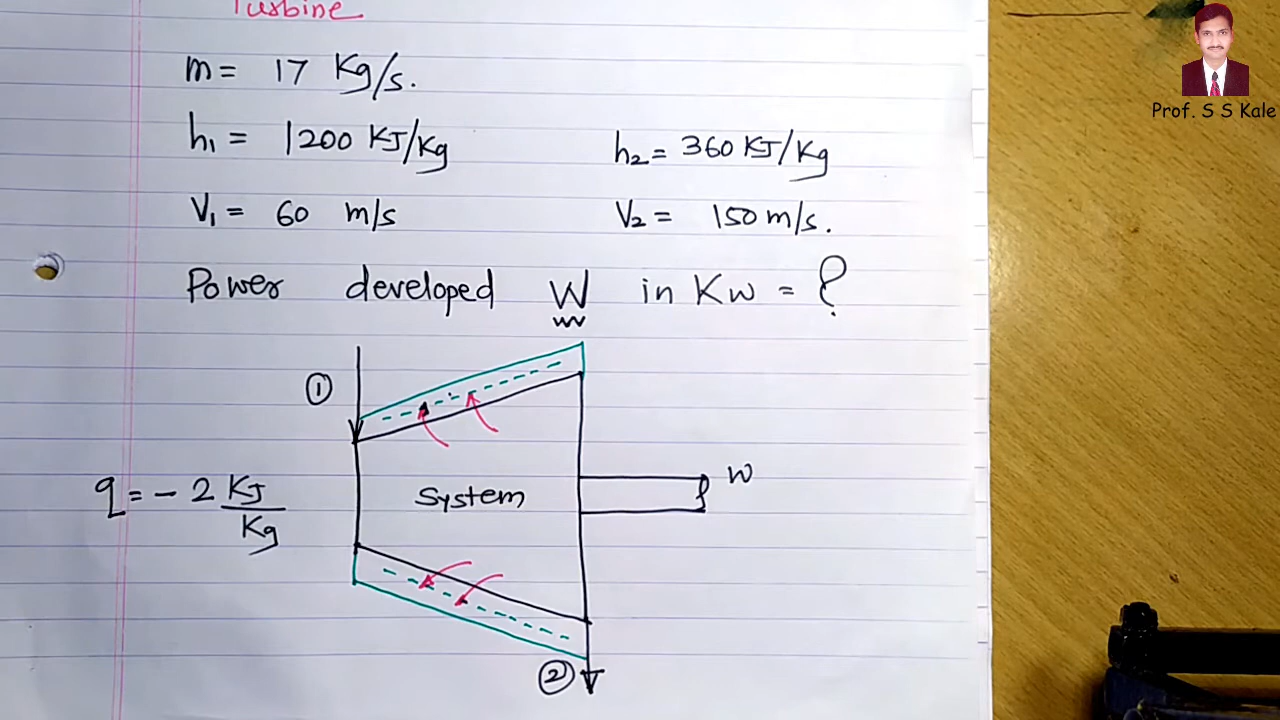 Turbine
m = 17 Kg/s.
h1 = 1200 KJ/Kg h2 = 360 KJ/Kg
V1 = 60 m/s V2 = 150 m/s.
Power developed W in Kw = ?
①
q = - 2 KJ/Kg
System
W
②
Prof. S S Kale